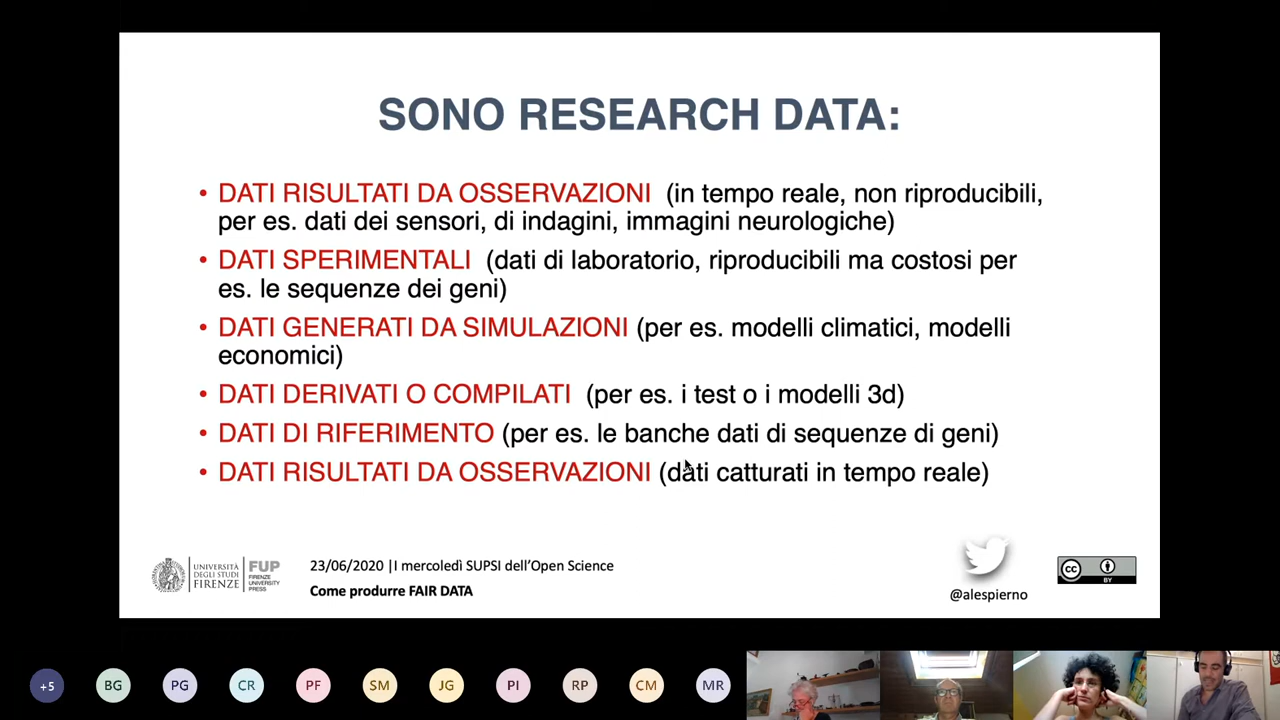 SONO RESEARCH DATA:
• DATI RISULTATI DA OSSERVAZIONI (in tempo reale, non riproducibili,
per es. dati dei sensori, di indagini, immagini neurologiche)
• DATI SPERIMENTALI (dati di laboratorio, riproducibili ma costosi per
es. le sequenze dei geni)
• DATI GENERATI DA SIMULAZIONI (per es. modelli climatici, modelli
economici)
• DATI DERIVATI O COMPILATI (per es. i test o i modelli 3d)
• DATI DI RIFERIMENTO (per es. le banche dati di sequenze di geni)
• DATI RISULTATI DA OSSERVAZIONI (dati catturati in tempo reale)
UNIVERSITÀ
DEGLI STUDI
FIRENZE
FUP
FIRENZE
UNIVERSITY
PRESS
23/06/2020 |I mercoledì SUPSI dell'Open Science
Come produrre FAIR DATA
@alespierno
cc
BY
+5
BG
PG
CR
PF
SM
JG
PI
RP
CM
MR